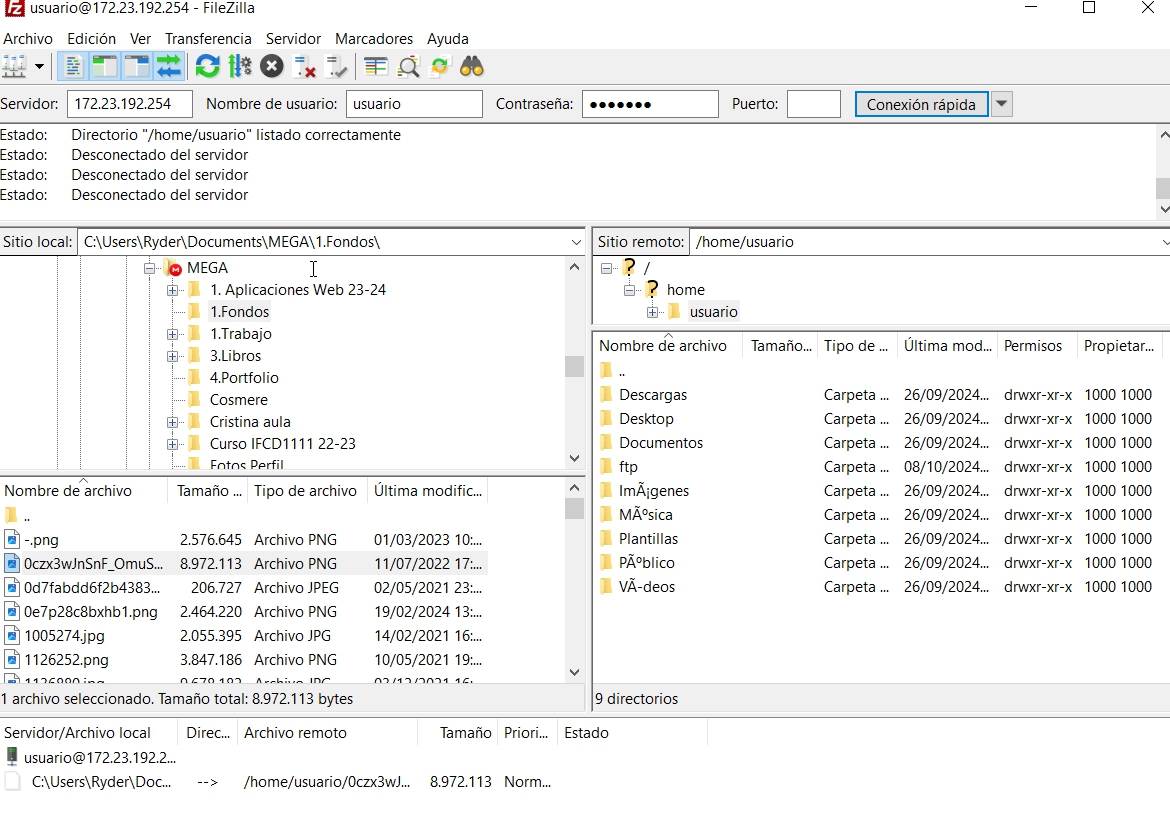 usuario@172.23.192.254 - FileZilla
Archivo Edición Ver Transferencia Servidor Marcadores Ayuda
Servidor: 172.23.192.254 Nombre de usuario: usuario Contraseña: ●●●●●●● Puerto: Conexión rápida
Estado: Directorio "/home/usuario" listado correctamente
Estado: Desconectado del servidor
Estado: Desconectado del servidor
Estado: Desconectado del servidor
Sitio local: C:\Users\Ryder\Documents\MEGA\1.Fondos\
MEGA
1. Aplicaciones Web 23-24
1.Fondos
1.Trabajo
3.Libros
4.Portfolio
Cosmere
Cristina aula
Curso IFCD1111 22-23
Fotos Perfil
Nombre de archivo Tamaño ... Tipo de archivo Última modific...
..
-.png 2.576.645 Archivo PNG 01/03/2023 10:...
0czx3wJnSnF_OmuS... 8.972.113 Archivo PNG 11/07/2022 17:...
0d7fabdd6f2b4383... 206.727 Archivo JPEG 02/05/2021 23:...
0e7p28c8bxhb1.png 2.464.220 Archivo PNG 19/02/2024 13:...
1005274.jpg 2.055.395 Archivo JPG 14/02/2021 16:...
1126252.png 3.847.186 Archivo PNG 10/05/2021 19:...
1126880.jpg 9.678.182 Archivo JPG 03/12/2021 16:...
1 archivo seleccionado. Tamaño total: 8.972.113 bytes
Sitio remoto: /home/usuario
/
home
usuario
Nombre de archivo Tamaño... Tipo de ... Última mod... Permisos Propietar...
..
Descargas Carpeta ... 26/09/2024... drwxr-xr-x 1000 1000
Desktop Carpeta ... 26/09/2024... drwxr-xr-x 1000 1000
Documentos Carpeta ... 26/09/2024... drwxr-xr-x 1000 1000
ftp Carpeta ... 08/10/2024... drwxr-xr-x 1000 1000
ImÃ¡genes Carpeta ... 26/09/2024... drwxr-xr-x 1000 1000
MÃºsica Carpeta ... 26/09/2024... drwxr-xr-x 1000 1000
Plantillas Carpeta ... 26/09/2024... drwxr-xr-x 1000 1000
PÃºblico Carpeta ... 26/09/2024... drwxr-xr-x 1000 1000
VÃ-deos Carpeta ... 26/09/2024... drwxr-xr-x 1000 1000
9 directorios
Servidor/Archivo local Direc... Archivo remoto Tamaño Priori... Estado
usuario@172.23.192.2...
C:\Users\Ryder\Doc... --> /home/usuario/0czx3wJ... 8.972.113 Norm...